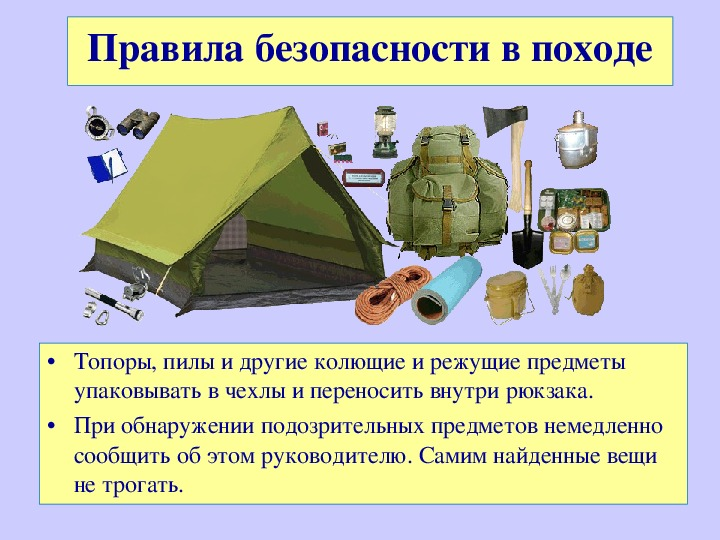 Правила безопасности в походе
• Топоры, пилы и другие колющие и режущие предметы
упаковывать в чехлы и переносить внутри рюкзака.
• При обнаружении подозрительных предметов немедленно
сообщить об этом руководителю. Самим найденные вещи
не трогать.